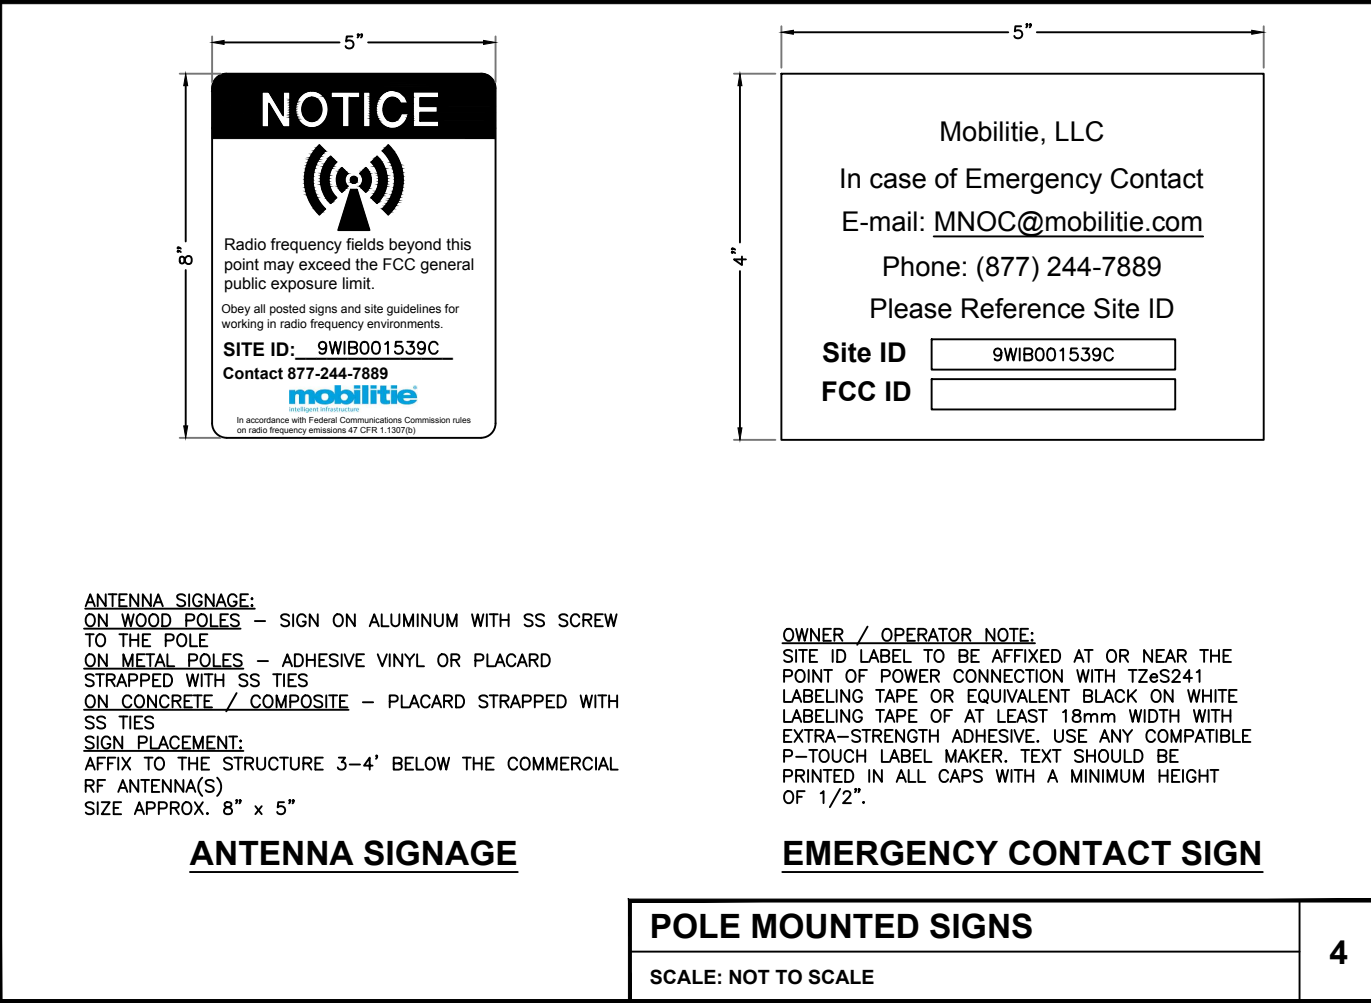 5"
8"
NOTICE
Radio frequency fields beyond this
point may exceed the FCC general
public exposure limit.
Obey all posted signs and site guidelines for
working in radio frequency environments.
SITE ID: 9WIB001539C
Contact 877-244-7889
mobilitie
intelligent infrastructure
In accordance with Federal Communications Commission rules
on radio frequency emissions 47 CFR 1.1307(b)
5"
4"
Mobilitie, LLC
In case of Emergency Contact
E-mail: MNOC@mobilitie.com
Phone: (877) 244-7889
Please Reference Site ID
Site ID 9WIB001539C
FCC ID
ANTENNA SIGNAGE:
ON WOOD POLES – SIGN ON ALUMINUM WITH SS SCREW
TO THE POLE
ON METAL POLES – ADHESIVE VINYL OR PLACARD
STRAPPED WITH SS TIES
ON CONCRETE / COMPOSITE – PLACARD STRAPPED WITH
SS TIES
SIGN PLACEMENT:
AFFIX TO THE STRUCTURE 3–4' BELOW THE COMMERCIAL
RF ANTENNA(S)
SIZE APPROX. 8" x 5"
ANTENNA SIGNAGE
OWNER / OPERATOR NOTE:
SITE ID LABEL TO BE AFFIXED AT OR NEAR THE
POINT OF POWER CONNECTION WITH TZeS241
LABELING TAPE OR EQUIVALENT BLACK ON WHITE
LABELING TAPE OF AT LEAST 18mm WIDTH WITH
EXTRA–STRENGTH ADHESIVE. USE ANY COMPATIBLE
P–TOUCH LABEL MAKER. TEXT SHOULD BE
PRINTED IN ALL CAPS WITH A MINIMUM HEIGHT
OF 1/2".
EMERGENCY CONTACT SIGN
POLE MOUNTED SIGNS
SCALE: NOT TO SCALE
4